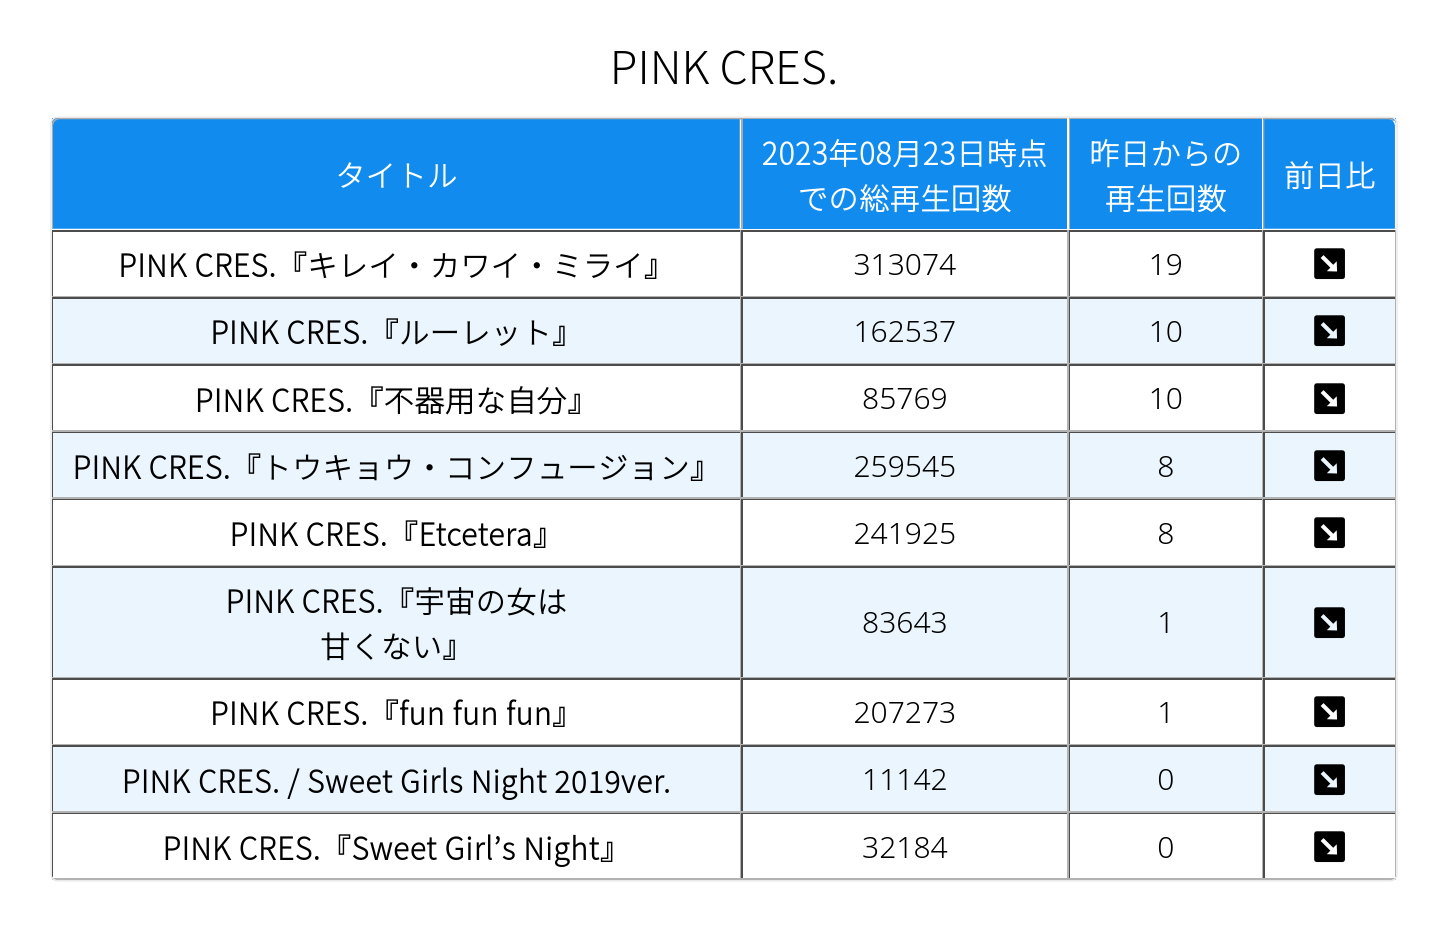 PINK CRES.
タイトル
2023年08月23日時点
での総再生回数
昨日からの
再生回数
前日比
PINK CRES.『キレイ・カワイ・ミライ』 313074 19
PINK CRES.『ルーレット』 162537 10
PINK CRES.『不器用な自分』 85769 10
PINK CRES.『トウキョウ・コンフュージョン』 259545 8
PINK CRES.『Etcetera』 241925 8
PINK CRES.『宇宙の女は
甘くない』 83643 1
PINK CRES.『fun fun fun』 207273 1
PINK CRES. / Sweet Girls Night 2019ver. 11142 0
PINK CRES.『Sweet Girl’s Night』 32184 0